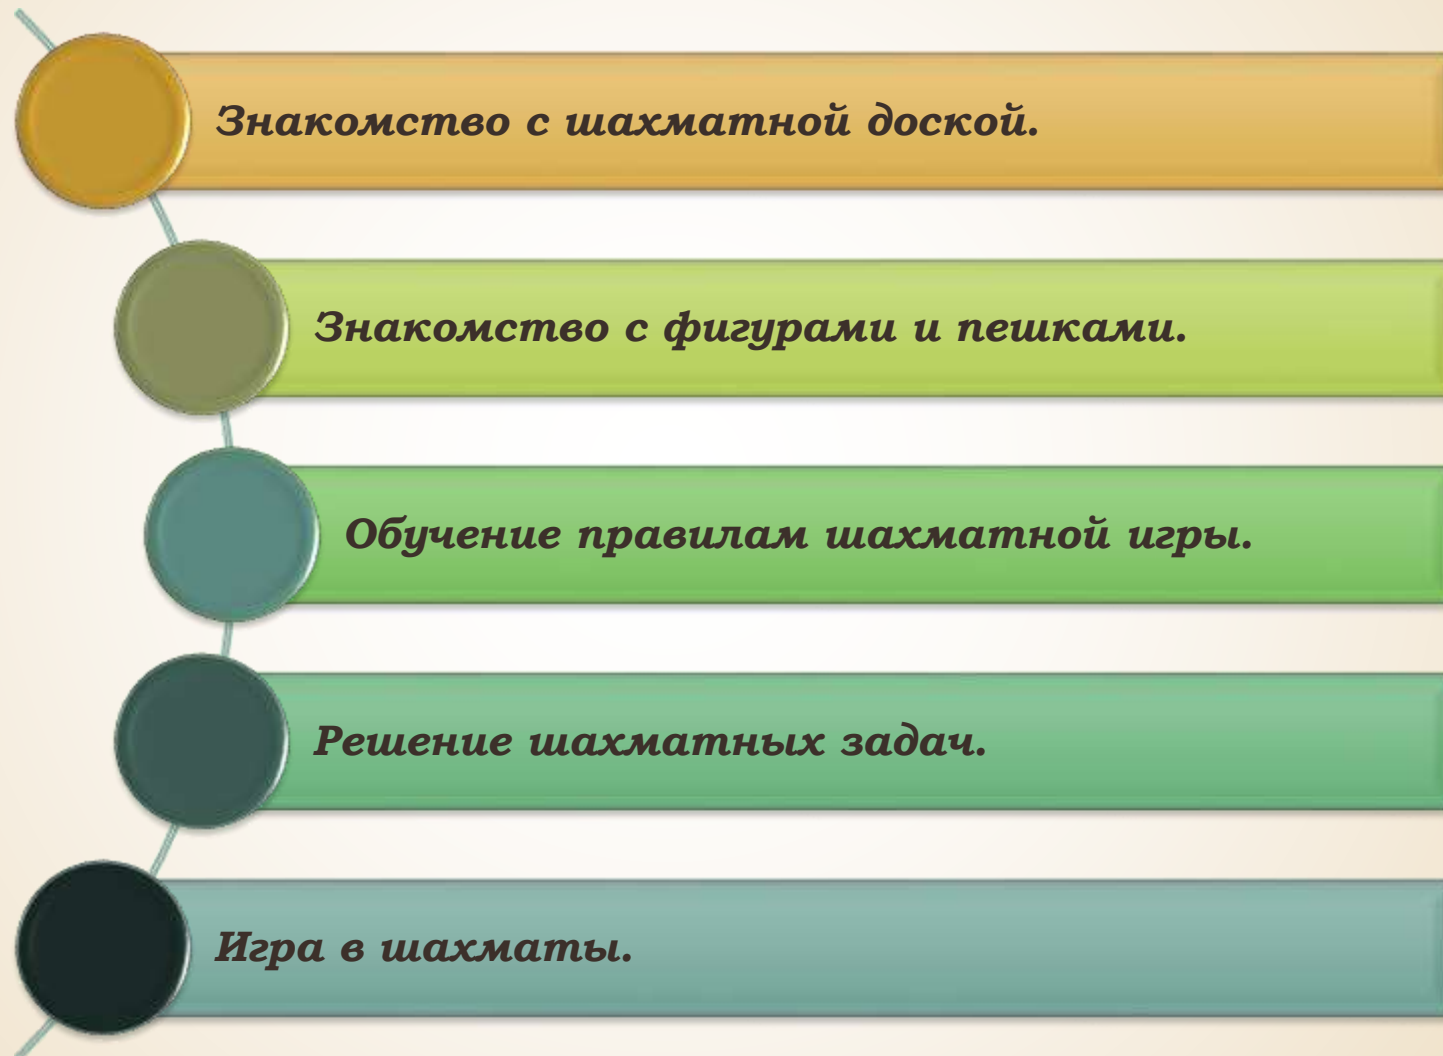 Знакомство с шахматной доской.
Знакомство с фигурами и пешками.
Обучение правилам шахматной игры.
Решение шахматных задач.
Игра в шахматы.